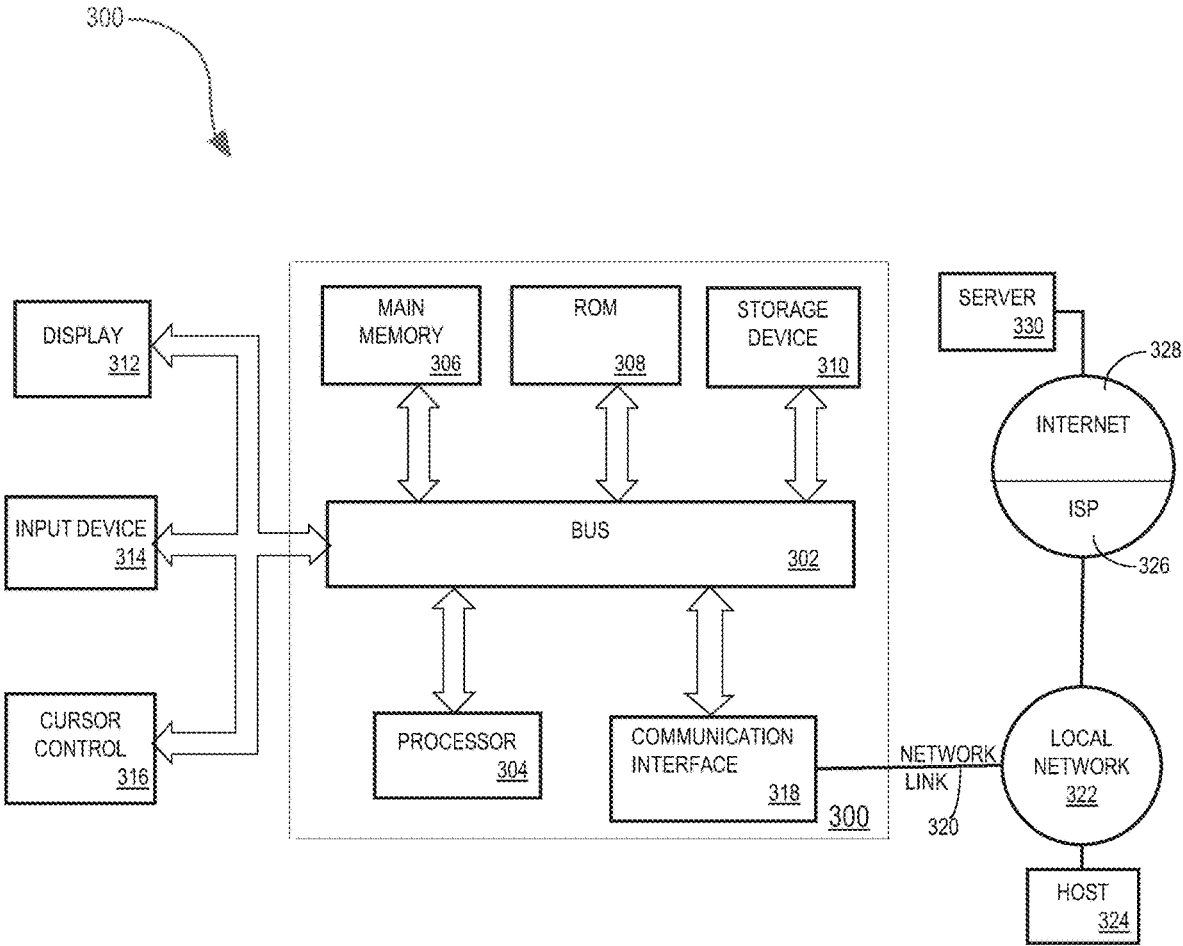 300
DISPLAY
312
INPUT DEVICE
314
CURSOR
CONTROL
316
MAIN
MEMORY
306
ROM
308
STORAGE
DEVICE
310
BUS
302
PROCESSOR
304
COMMUNICATION
INTERFACE
318
300
NETWORK
LINK
320
SERVER
330
328
INTERNET
ISP
326
LOCAL
NETWORK
322
HOST
324